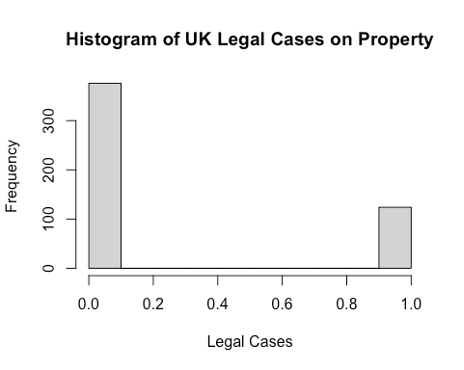 Histogram of UK Legal Cases on Property
Frequency
300
200
100
0
0.0 0.2 0.4 0.6 0.8 1.0
Legal Cases